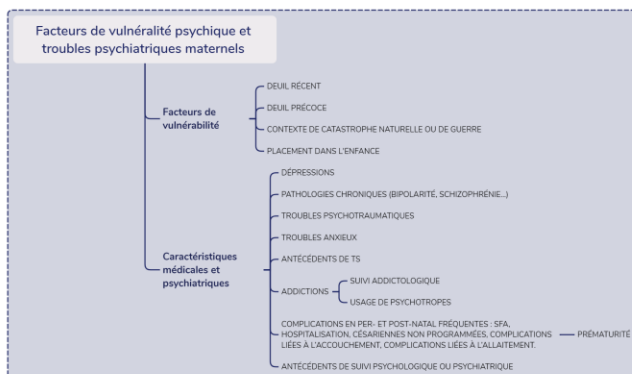 Facteurs de vulnéralité psychique et
troubles psychiatriques maternels
Facteurs de
vulnérabilité
DEUIL RÉCENT
DEUIL PRÉCOCE
CONTEXTE DE CATASTROPHE NATURELLE OU DE GUERRE
PLACEMENT DANS L'ENFANCE
Caractéristiques
médicales et
psychiatriques
DÉPRESSIONS
PATHOLOGIES CHRONIQUES (BIPOLARITÉ, SCHIZOPHRÉNIE...)
TROUBLES PSYCHOTRAUMATIQUES
TROUBLES ANXIEUX
ANTÉCÉDENTS DE TS
ADDICTIONS
SUIVI ADDICTOLOGIQUE
USAGE DE PSYCHOTROPES
COMPLICATIONS EN PER- ET POST-NATAL FRÉQUENTES : SFA,
HOSPITALISATION, CÉSARIENNES NON PROGRAMMÉES, COMPLICATIONS
LIÉES À L'ACCOUCHEMENT, COMPLICATIONS LIÉES À L'ALLAITEMENT.
PRÉMATURITÉ
ANTÉCÉDENTS DE SUIVI PSYCHOLOGIQUE OU PSYCHIATRIQUE